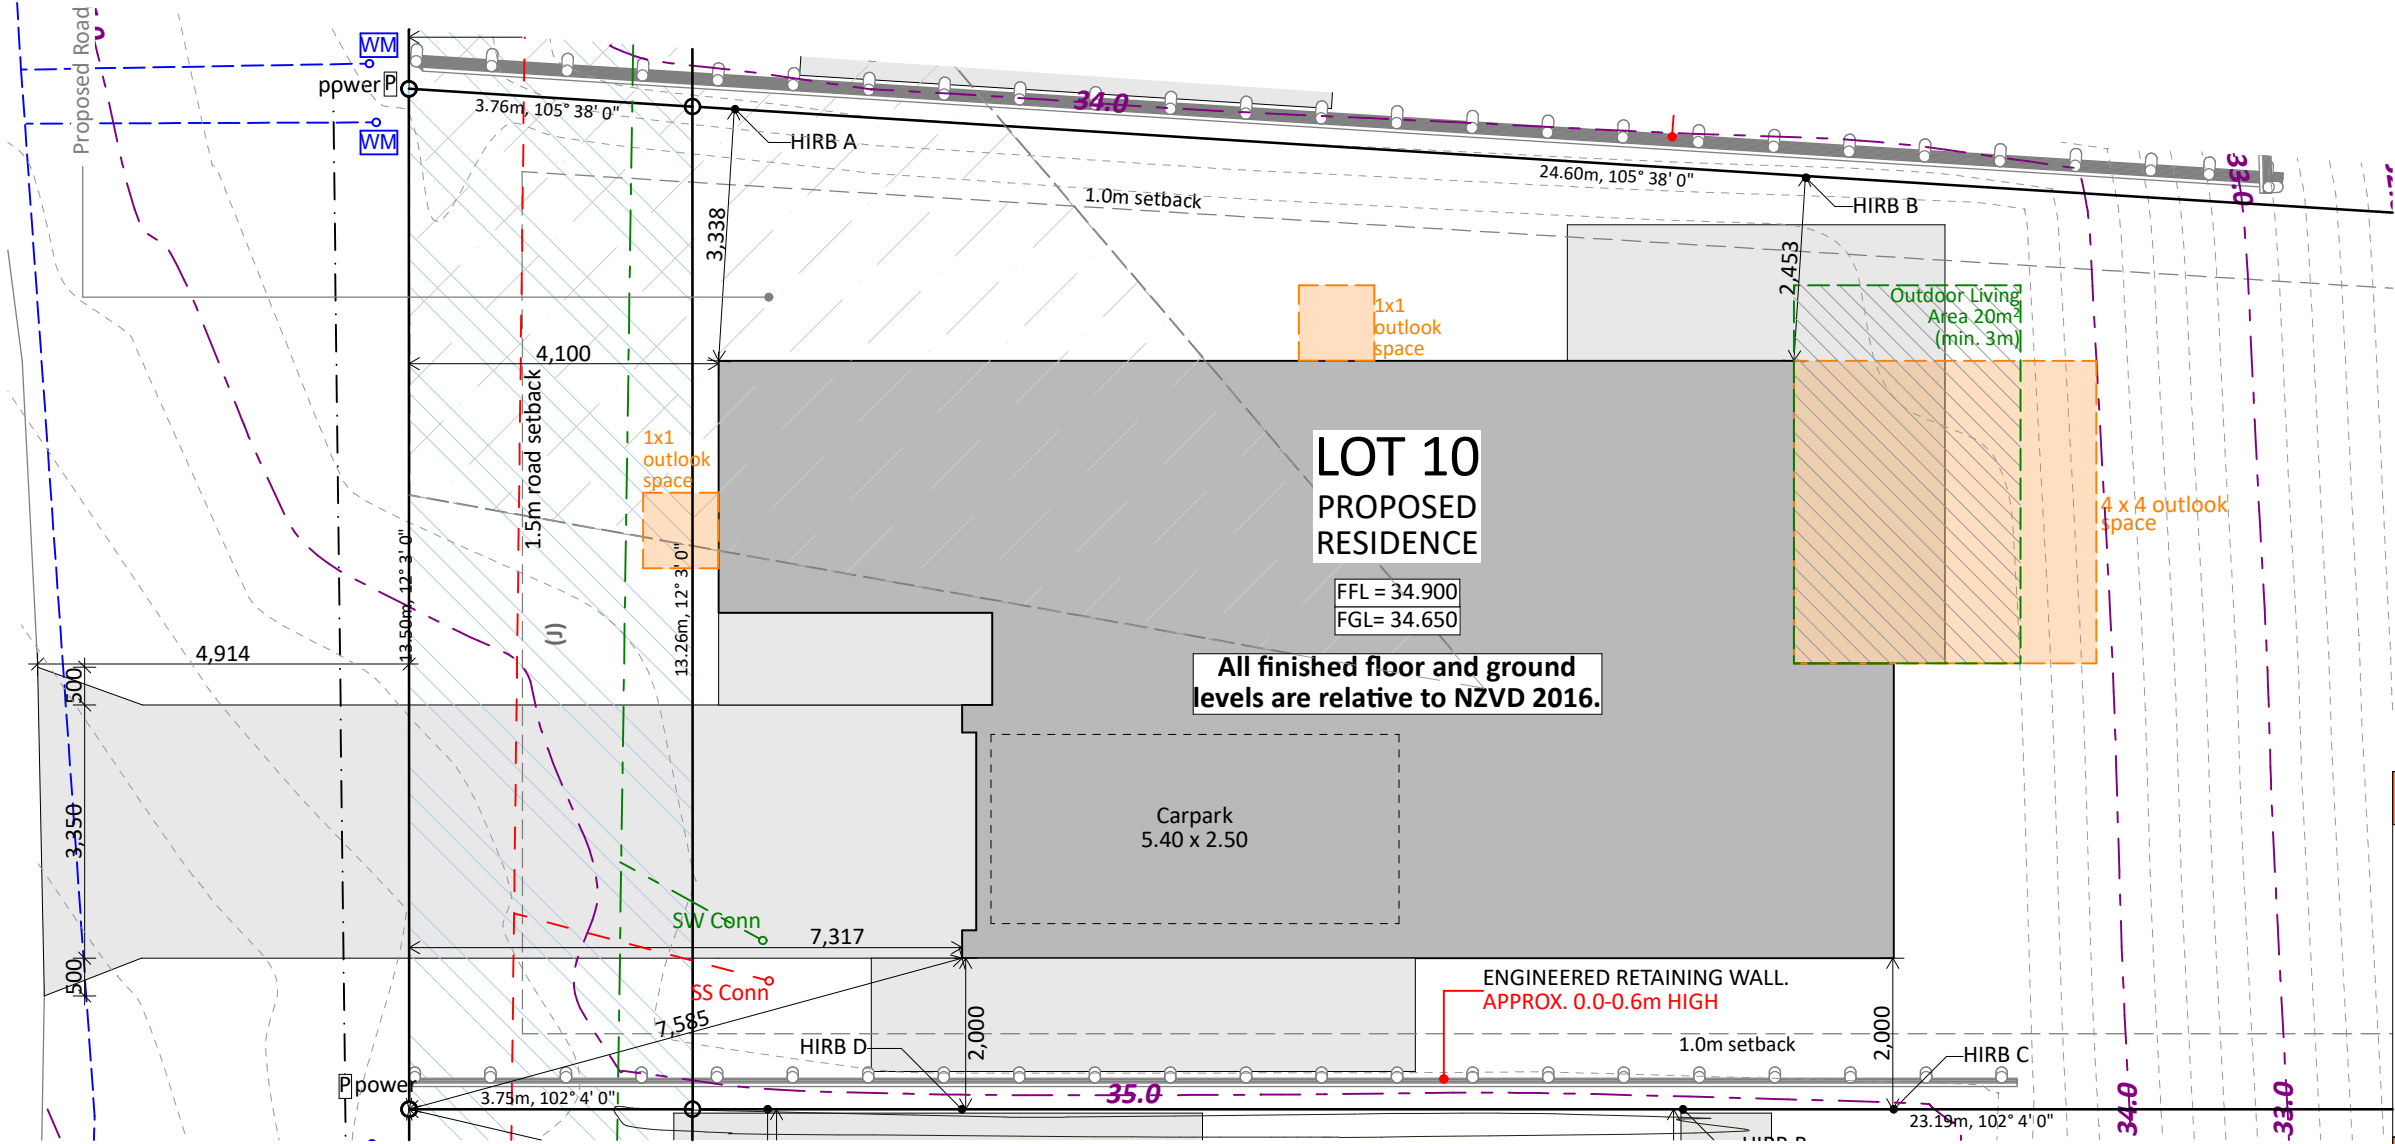 Proposed Road
WM
power P
WM
3.76m, 105° 38' 0"
HIRB A
34.0
24.60m, 105° 38' 0"
HIRB B
33.0
1.0m setback
3,338
2,453
4,100
1x1
outlook
space
Outdoor Living
Area 20m²
(min. 3m)
1.5m road setback
1x1
outlook
space
LOT 10
PROPOSED
RESIDENCE
FFL = 34.900
FGL= 34.650
All finished floor and ground
levels are relative to NZVD 2016.
4 x 4 outlook
space
13.50m, 12° 3' 0"
13.26m, 12° 3' 0"
(J)
4,914
500
3,350
500
Carpark
5.40 x 2.50
SW Conn
7,317
SS Conn
7,585
2,000
ENGINEERED RETAINING WALL.
APPROX. 0.0-0.6m HIGH
HIRB D
1.0m setback
2,000
HIRB C
P power
3.75m, 102° 4' 0"
35.0
23.19m, 102° 4' 0"
34.0
33.0